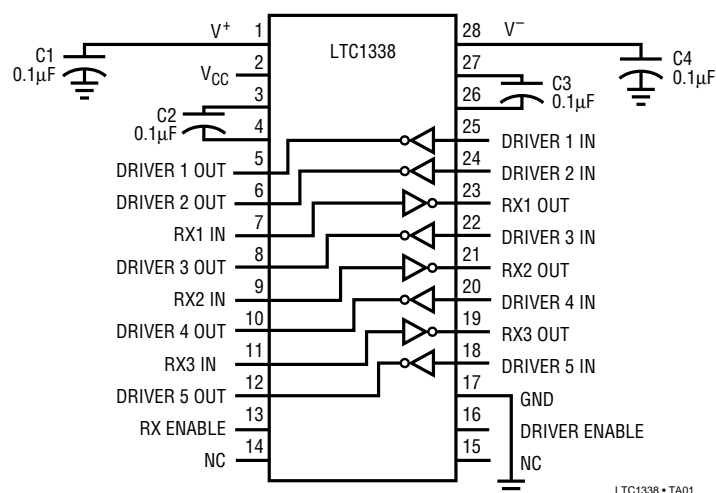 V+ 1 LTC1338 28 V−
C1
0.1µF
VCC 2 27
C4
0.1µF
3 26
C3
0.1µF
C2
0.1µF
4 25 DRIVER 1 IN
DRIVER 1 OUT 5 24 DRIVER 2 IN
DRIVER 2 OUT 6 23 RX1 OUT
RX1 IN 7 22 DRIVER 3 IN
DRIVER 3 OUT 8 21 RX2 OUT
RX2 IN 9 20 DRIVER 4 IN
DRIVER 4 OUT 10 19 RX3 OUT
RX3 IN 11 18 DRIVER 5 IN
DRIVER 5 OUT 12 17 GND
RX ENABLE 13 16 DRIVER ENABLE
NC 14 15 NC
LTC1338 • TA01